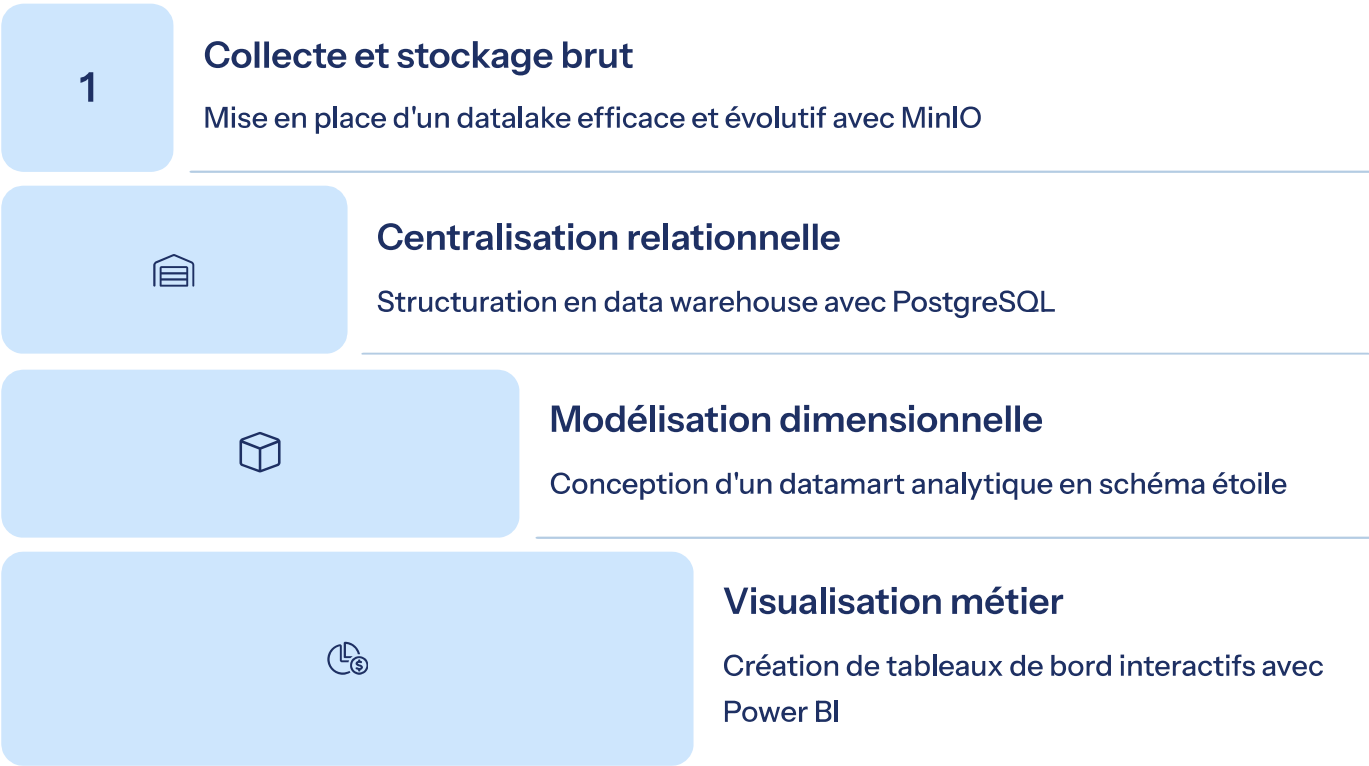 1
Collecte et stockage brut
Mise en place d'un datalake efficace et évolutif avec MinIO
Centralisation relationnelle
Structuration en data warehouse avec PostgreSQL
Modélisation dimensionnelle
Conception d'un datamart analytique en schéma étoile
$
Visualisation métier
Création de tableaux de bord interactifs avec
Power BI